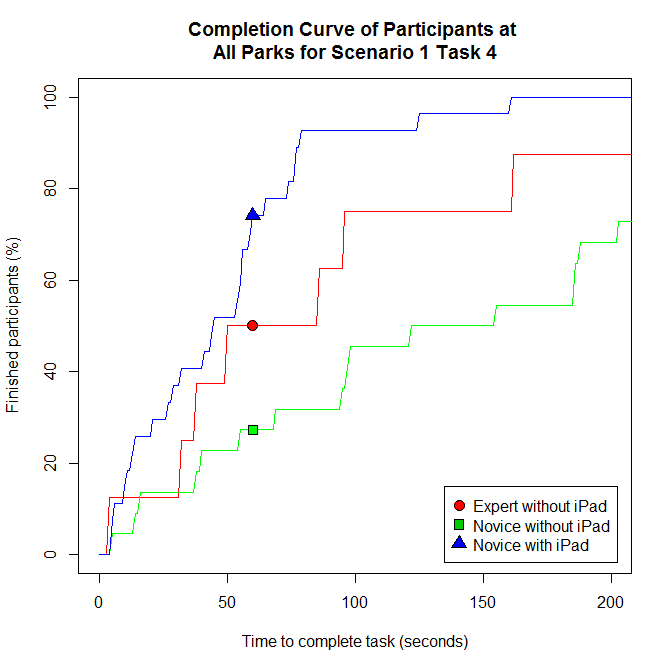 Completion Curve of Participants at
All Parks for Scenario 1 Task 4
Finished participants (%)
100
80
60
40
20
0
Expert without iPad
Novice without iPad
Novice with iPad
0 50 100 150 200
Time to complete task (seconds)